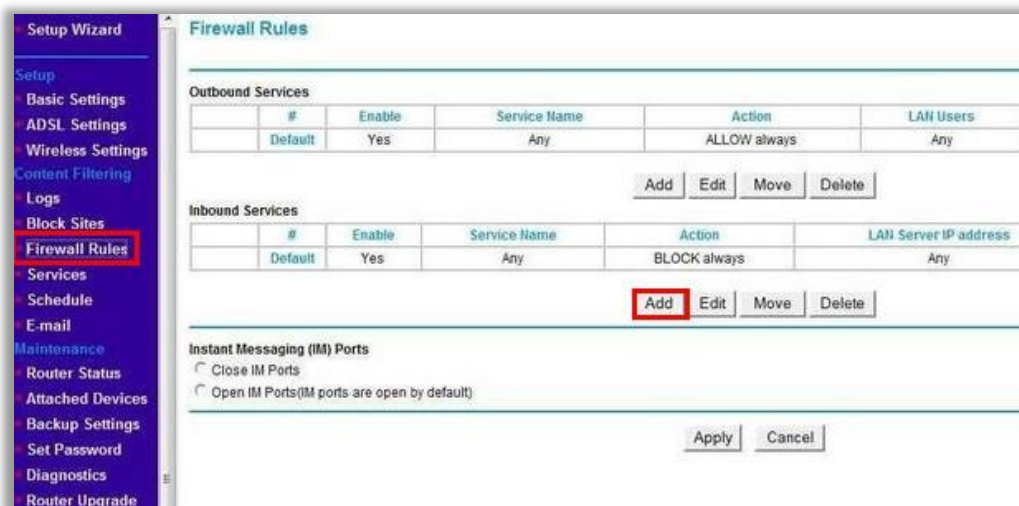 Setup Wizard
Setup
Basic Settings
ADSL Settings
Wireless Settings
Content Filtering
Logs
Block Sites
Firewall Rules
Services
Schedule
E-mail
Maintenance
Router Status
Attached Devices
Backup Settings
Set Password
Diagnostics
Router Upgrade
Firewall Rules
Outbound Services
# Enable Service Name Action LAN Users
Default Yes Any ALLOW always Any
Add Edit Move Delete
Inbound Services
# Enable Service Name Action LAN Server IP address
Default Yes Any BLOCK always Any
Add Edit Move Delete
Instant Messaging (IM) Ports
Close IM Ports
Open IM Ports(IM ports are open by default)
Apply Cancel